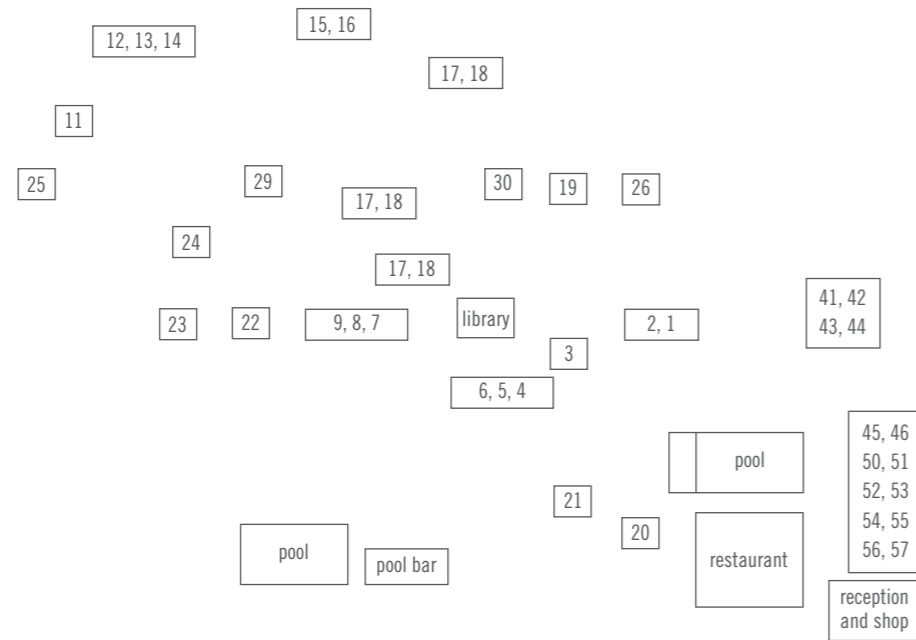 15, 16
12, 13, 14
17, 18
11
25
29
30
19
26
17, 18
24
17, 18
41, 42
43, 44
23
22
9, 8, 7
library
2, 1
3
6, 5, 4
45, 46
50, 51
52, 53
54, 55
56, 57
pool
21
20
pool
pool bar
restaurant
reception
and shop